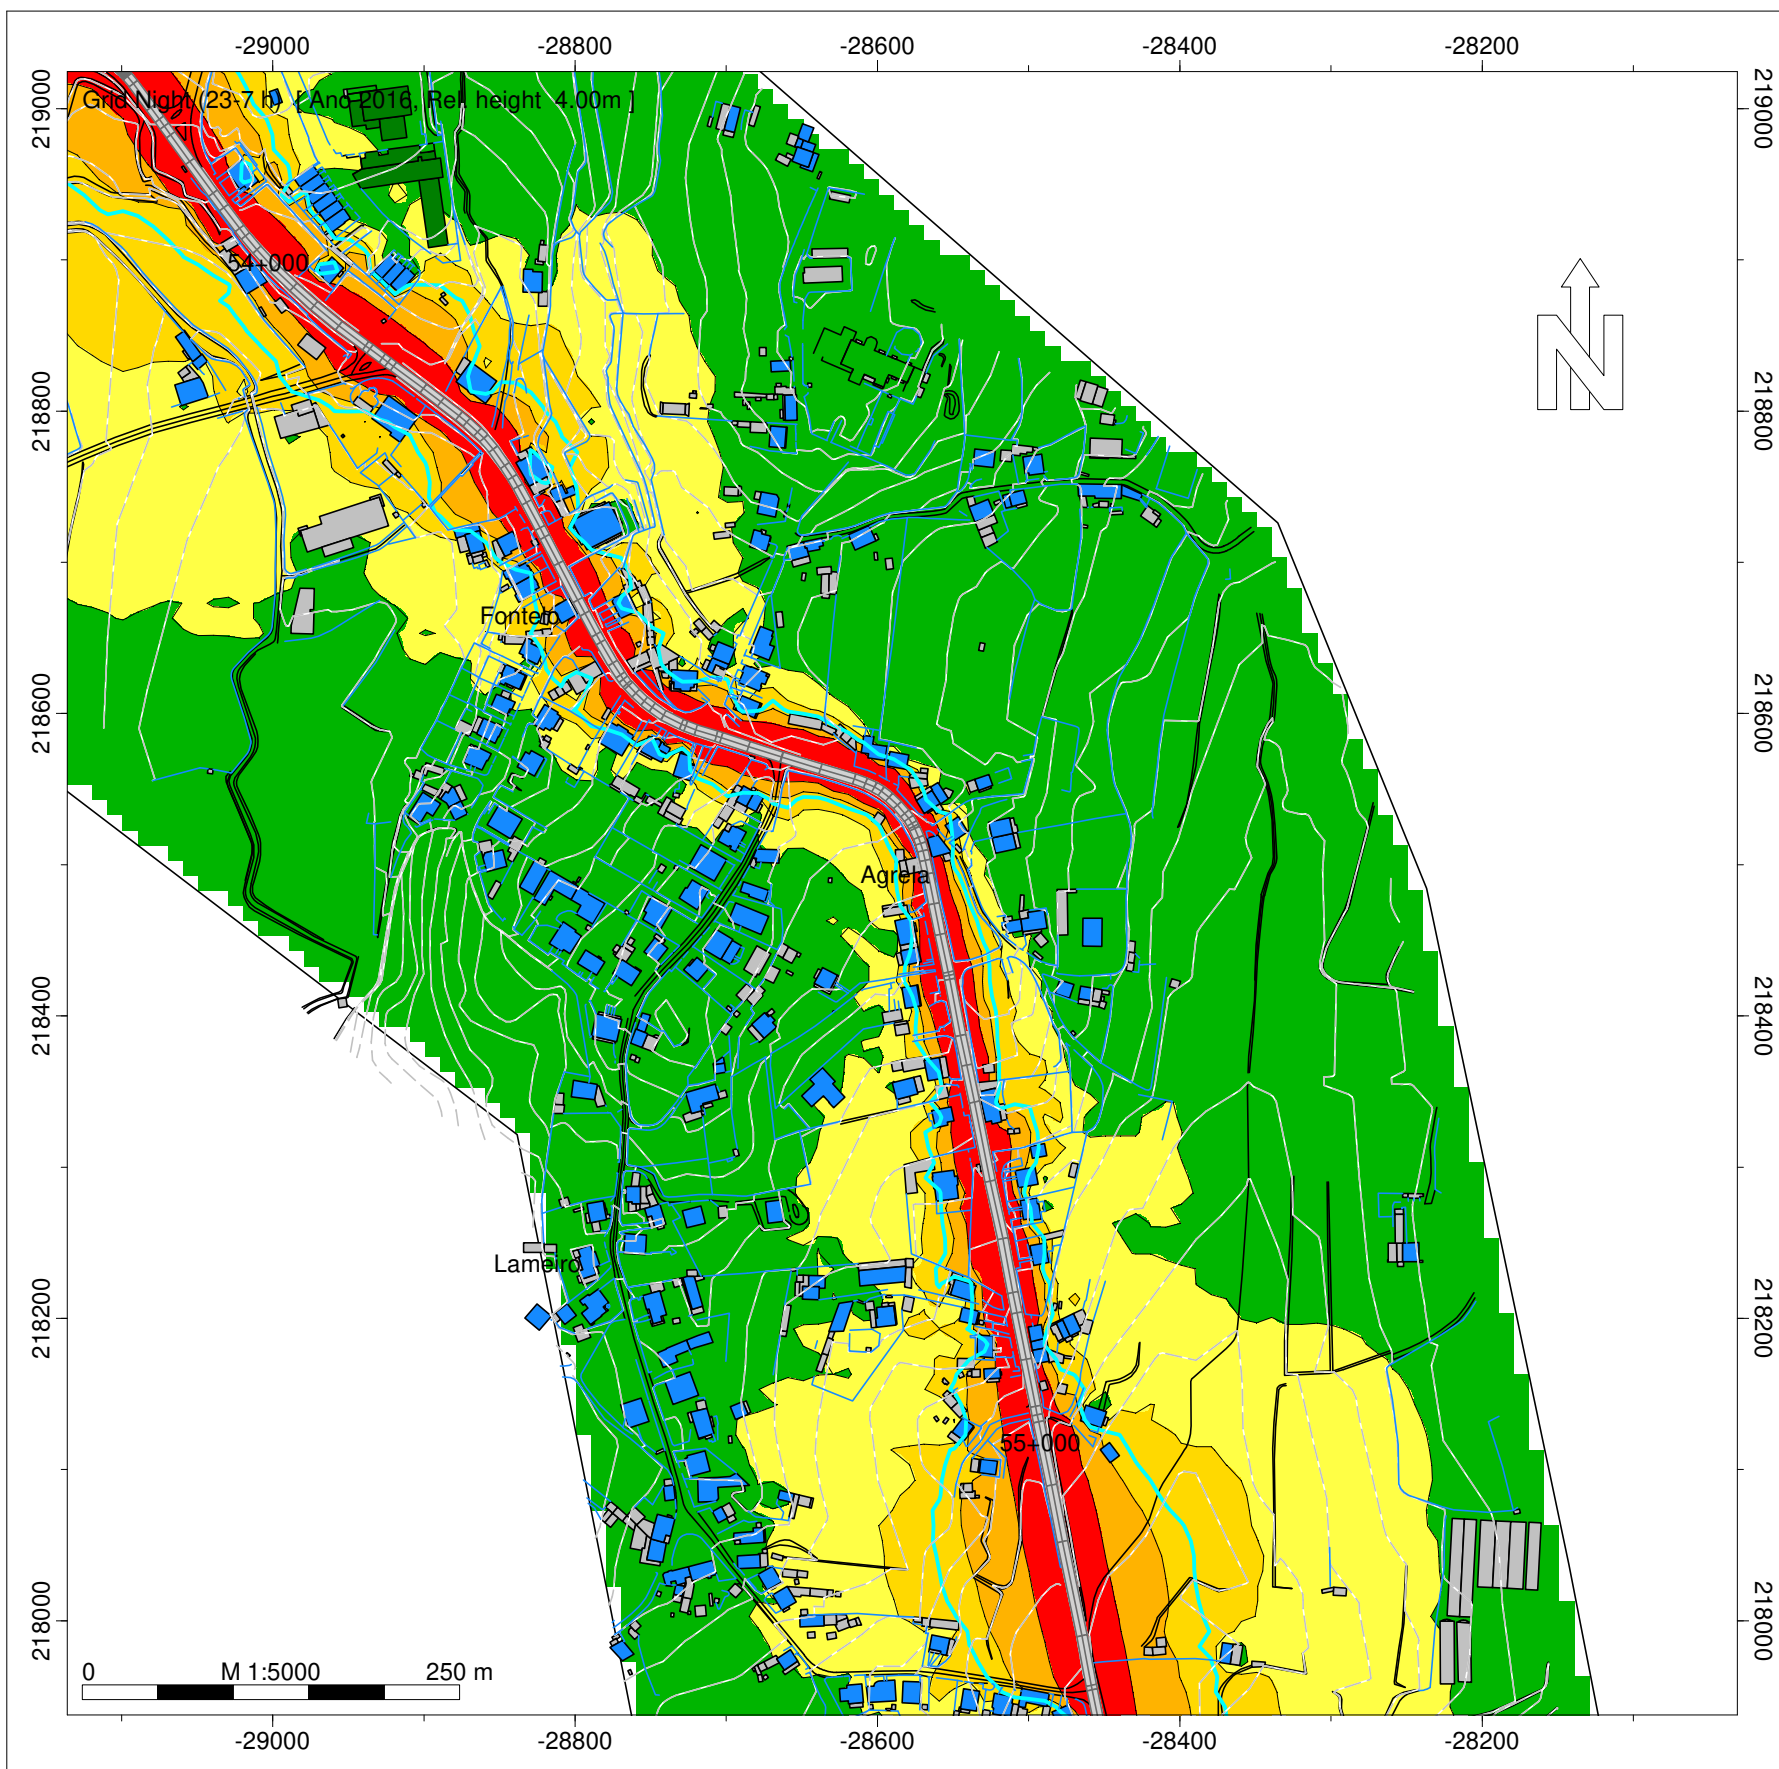 -29000 -28800 -28600 -28400 -28200
219000 219000
Grid Night (23-7 h) [ Ano 2016, Rel. height 4.00m ]
54+000
N
218800 218800
Fontelo
218600 218600
Agrela
218400 218400
Lameiro
218200 218200
55+000
218000 218000
0 M 1:5000 250 m
-29000 -28800 -28600 -28400 -28200